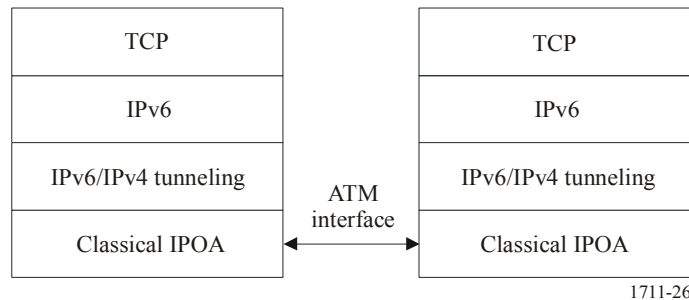 TCP
IPv6
IPv6/IPv4 tunneling
Classical IPOA
ATM
interface
TCP
IPv6
IPv6/IPv4 tunneling
Classical IPOA
1711-26